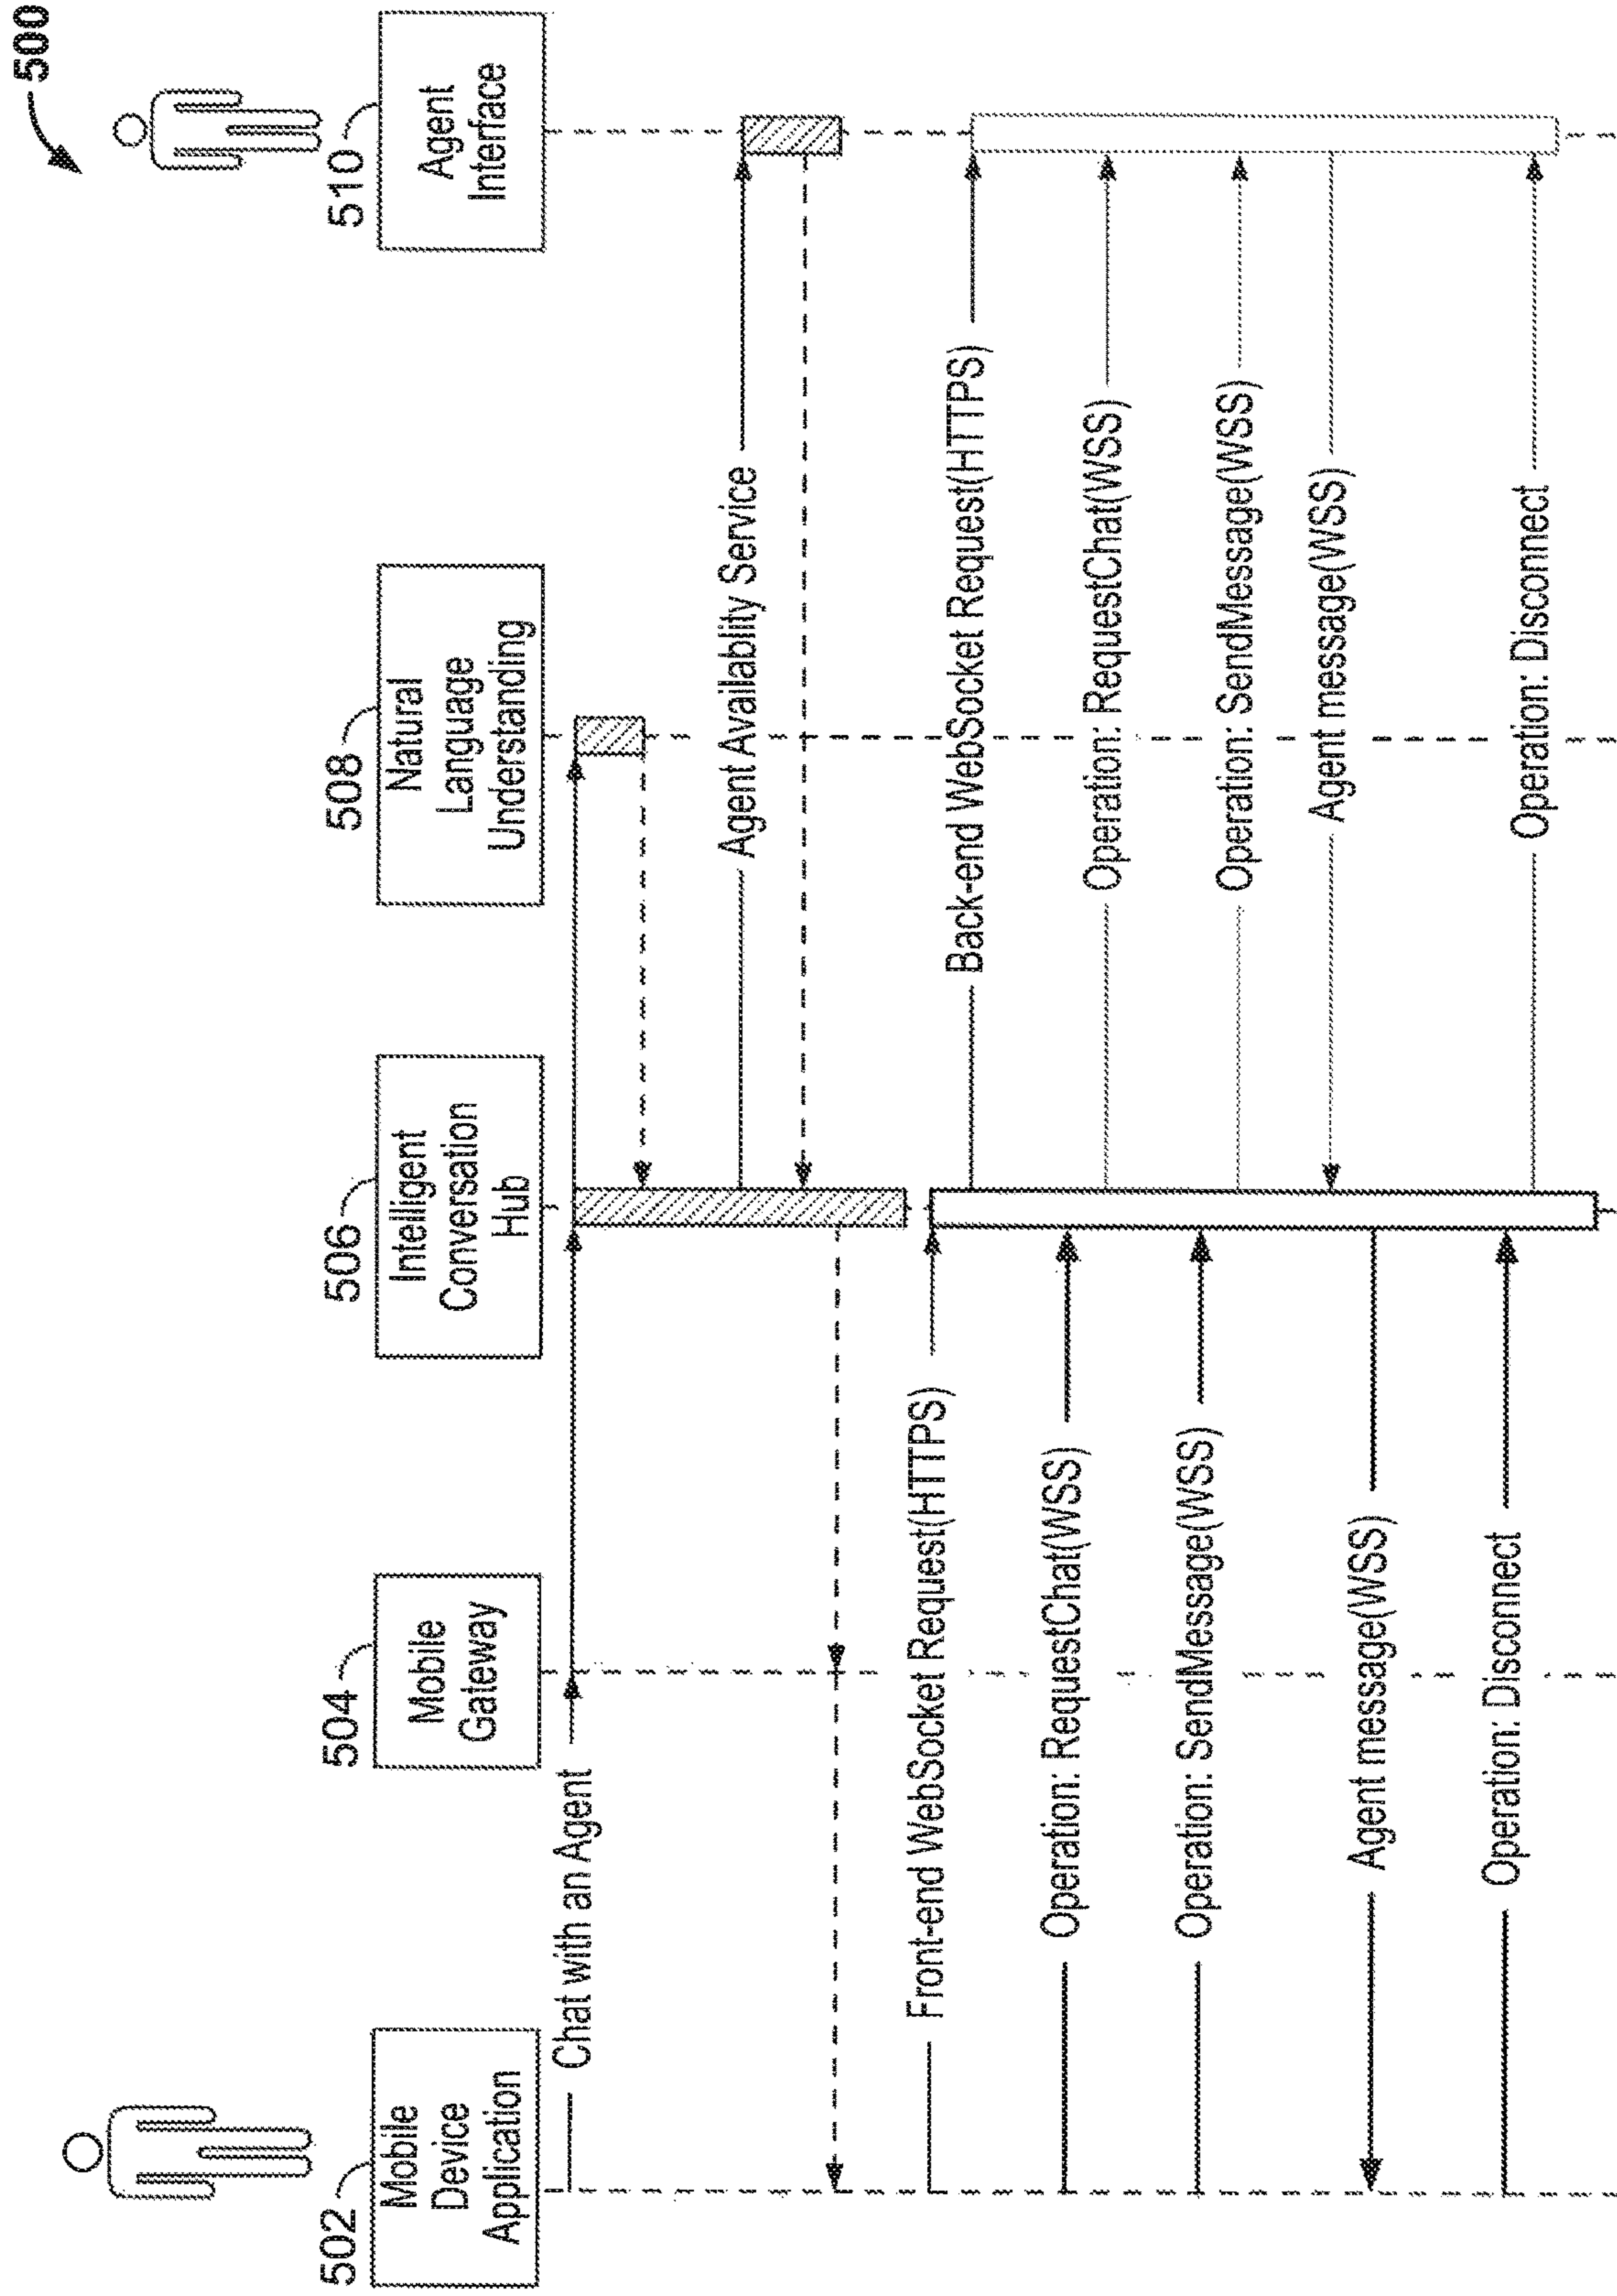 500
502
Mobile
Device
Application
504
Mobile
Gateway
506
Intelligent
Conversation
Hub
508
Natural
Language
Understanding
510
Agent
Interface
Chat with an Agent
Agent Availablity Service
Front-end WebSocket Request(HTTPS)
Back-end WebSocket Request(HTTPS)
Operation: RequestChat(WSS)
Operation: RequestChat(WSS)
Operation: SendMessage(WSS)
Operation: SendMessage(WSS)
Agent message(WSS)
Agent message(WSS)
Operation: Disconnect
Operation: Disconnect